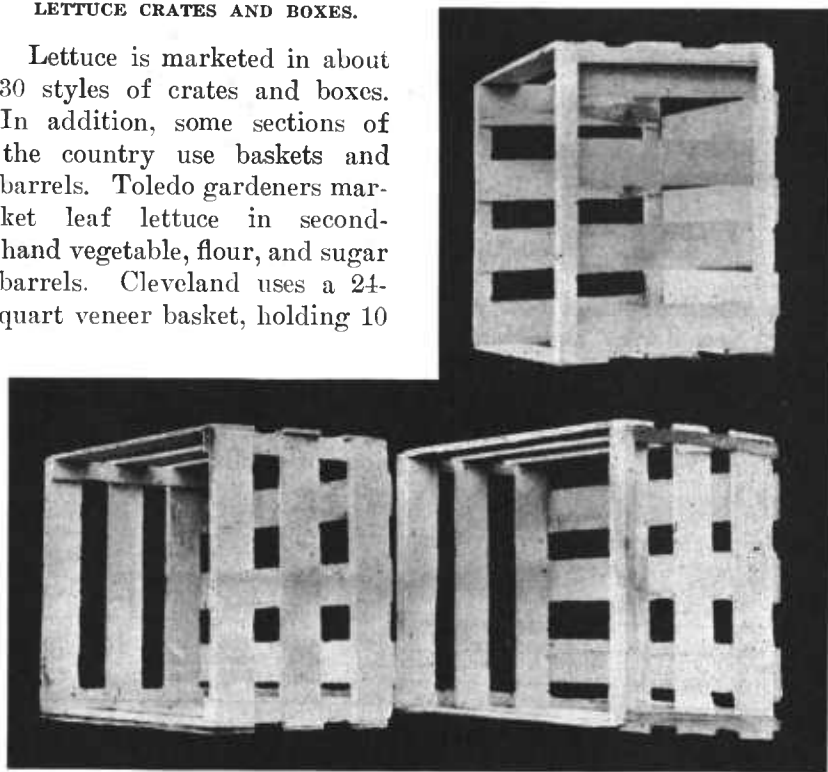 LETTUCE CRATES AND BOXES.
Lettuce is marketed in about
30 styles of crates and boxes.
In addition, some sections of
the country use baskets and
barrels. Toledo gardeners mar-
ket leaf lettuce in second-
hand vegetable, flour, and sugar
barrels. Cleveland uses a 24-
quart veneer basket, holding 10